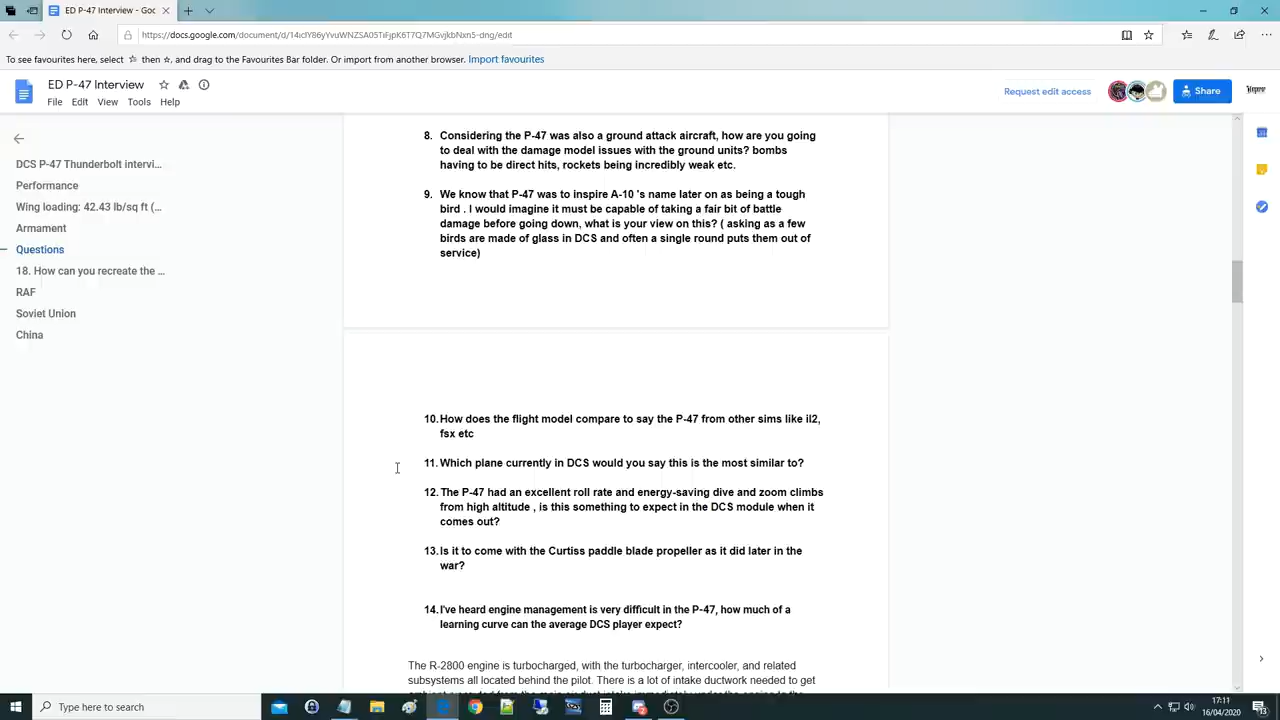 ED P-47 Interview - Goc
https://docs.google.com/document/d/14icIY86yYvuWNZSA05TiFjpK6T7Q7MGvjkbNxn5-dng/edit
To see favourites here, select ☆ then ☆, and drag to the Favourites Bar folder. Or import from another browser. Import favourites
ED P-47 Interview
File Edit View Tools Help
Request edit access
Share
DCS P-47 Thunderbolt intervi...
Performance
Wing loading: 42.43 lb/sq ft (...
Armament
Questions
18. How can you recreate the ...
RAF
Soviet Union
China
8. Considering the P-47 was also a ground attack aircraft, how are you going
to deal with the damage model issues with the ground units? bombs
having to be direct hits, rockets being incredibly weak etc.
9. We know that P-47 was to inspire A-10 's name later on as being a tough
bird . I would imagine it must be capable of taking a fair bit of battle
damage before going down, what is your view on this? ( asking as a few
birds are made of glass in DCS and often a single round puts them out of
service)
10. How does the flight model compare to say the P-47 from other sims like il2,
fsx etc
11. Which plane currently in DCS would you say this is the most similar to?
12. The P-47 had an excellent roll rate and energy-saving dive and zoom climbs
from high altitude , is this something to expect in the DCS module when it
comes out?
13. Is it to come with the Curtiss paddle blade propeller as it did later in the
war?
14. I've heard engine management is very difficult in the P-47, how much of a
learning curve can the average DCS player expect?
The R-2800 engine is turbocharged, with the turbocharger, intercooler, and related
subsystems all located behind the pilot. There is a lot of intake ductwork needed to get
Type here to search
17:11
16/04/2020